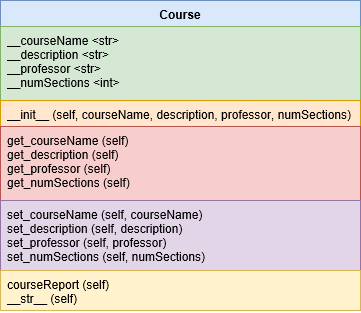 Course
__courseName <str>
__description <str>
__professor <str>
__numSections <int>
__init__ (self, courseName, description, professor, numSections)
get_courseName (self)
get_description (self)
get_professor (self)
get_numSections (self)
set_courseName (self, courseName)
set_description (self, description)
set_professor (self, professor)
set_numSections (self, numSections)
courseReport (self)
__str__ (self)